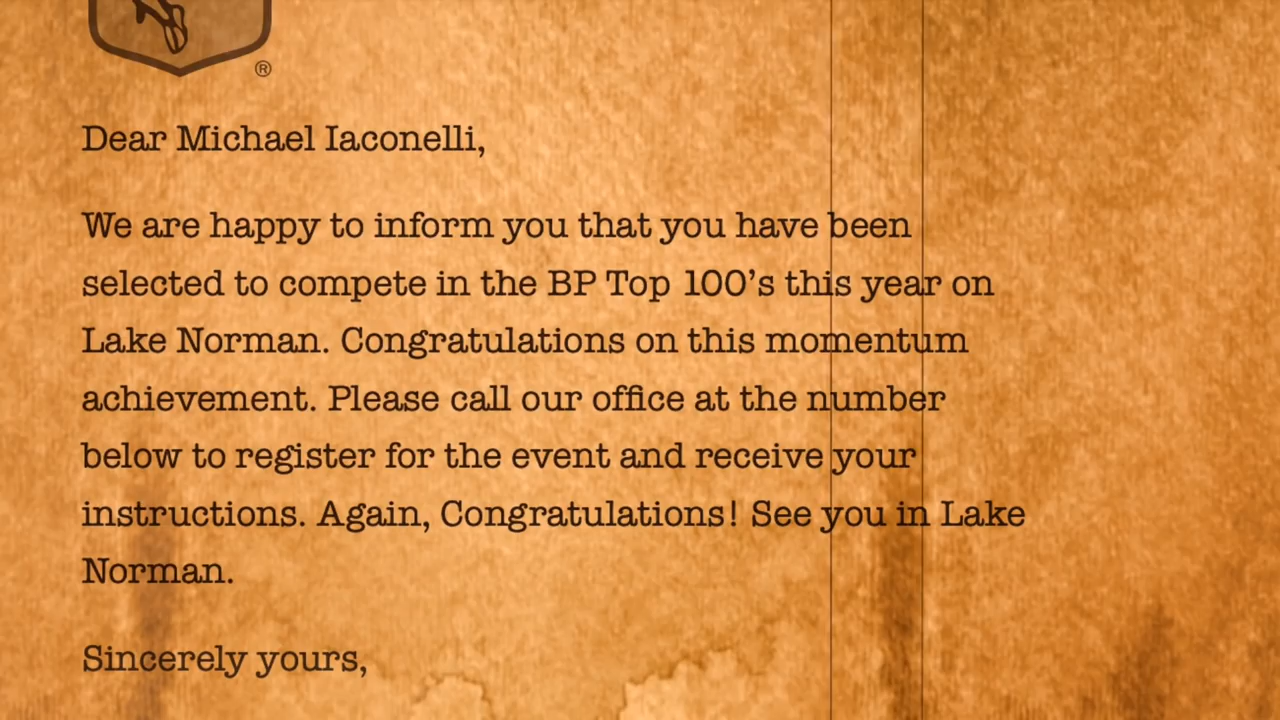 ®
Dear Michael Iaconelli,
We are happy to inform you that you have been
selected to compete in the BP Top 100’s this year on
Lake Norman. Congratulations on this momentum
achievement. Please call our office at the number
below to register for the event and receive your
instructions. Again, Congratulations! See you in Lake
Norman.
Sincerely yours,